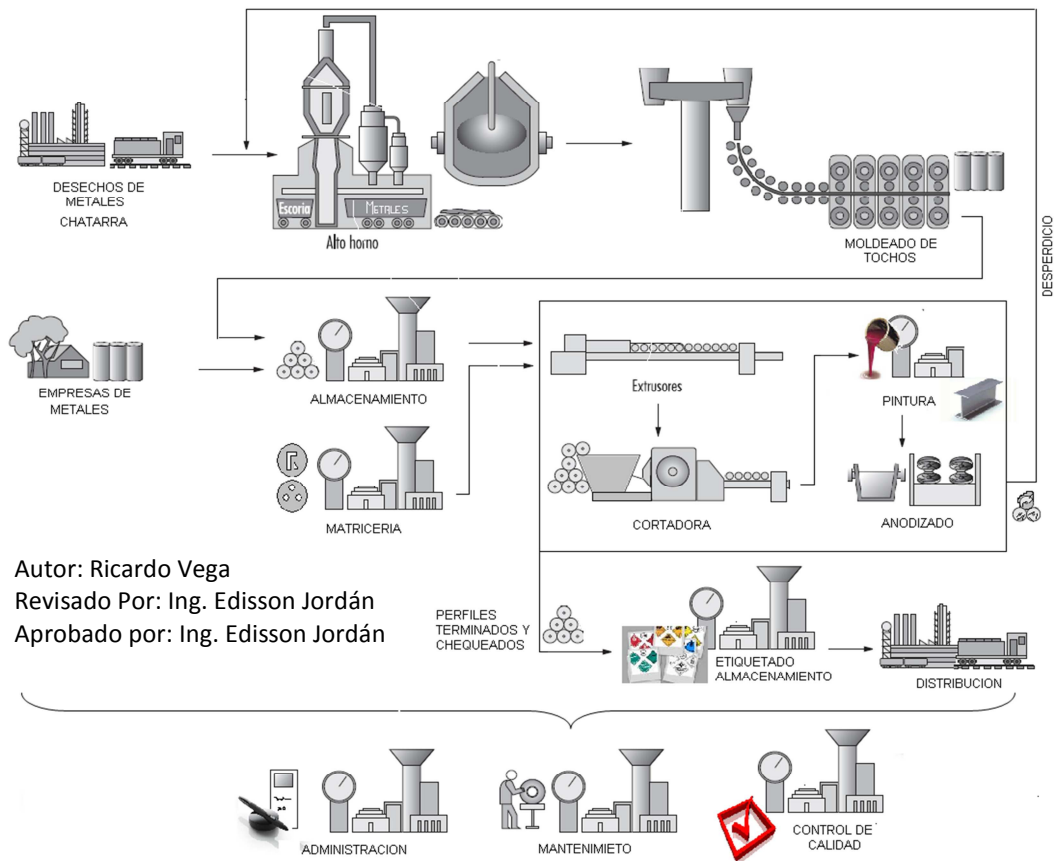 DESECHOS DE
METALES
CHATARRA
Escoria
METALES
Alto horno
MOLDEADO DE
TOCHOS
DESPERDICIO
EMPRESAS DE
METALES
ALMACENAMIENTO
Extrusores
PINTURA
MATRICERIA
CORTADORA
ANODIZADO
Autor: Ricardo Vega
Revisado Por: Ing. Edisson Jordán
Aprobado por: Ing. Edisson Jordán
PERFILES
TERMINADOS Y
CHEQUEADOS
ETIQUETADO
ALMACENAMIENTO
DISTRIBUCION
ADMINISTRACION
MANTENIMIETO
CONTROL DE
CALIDAD